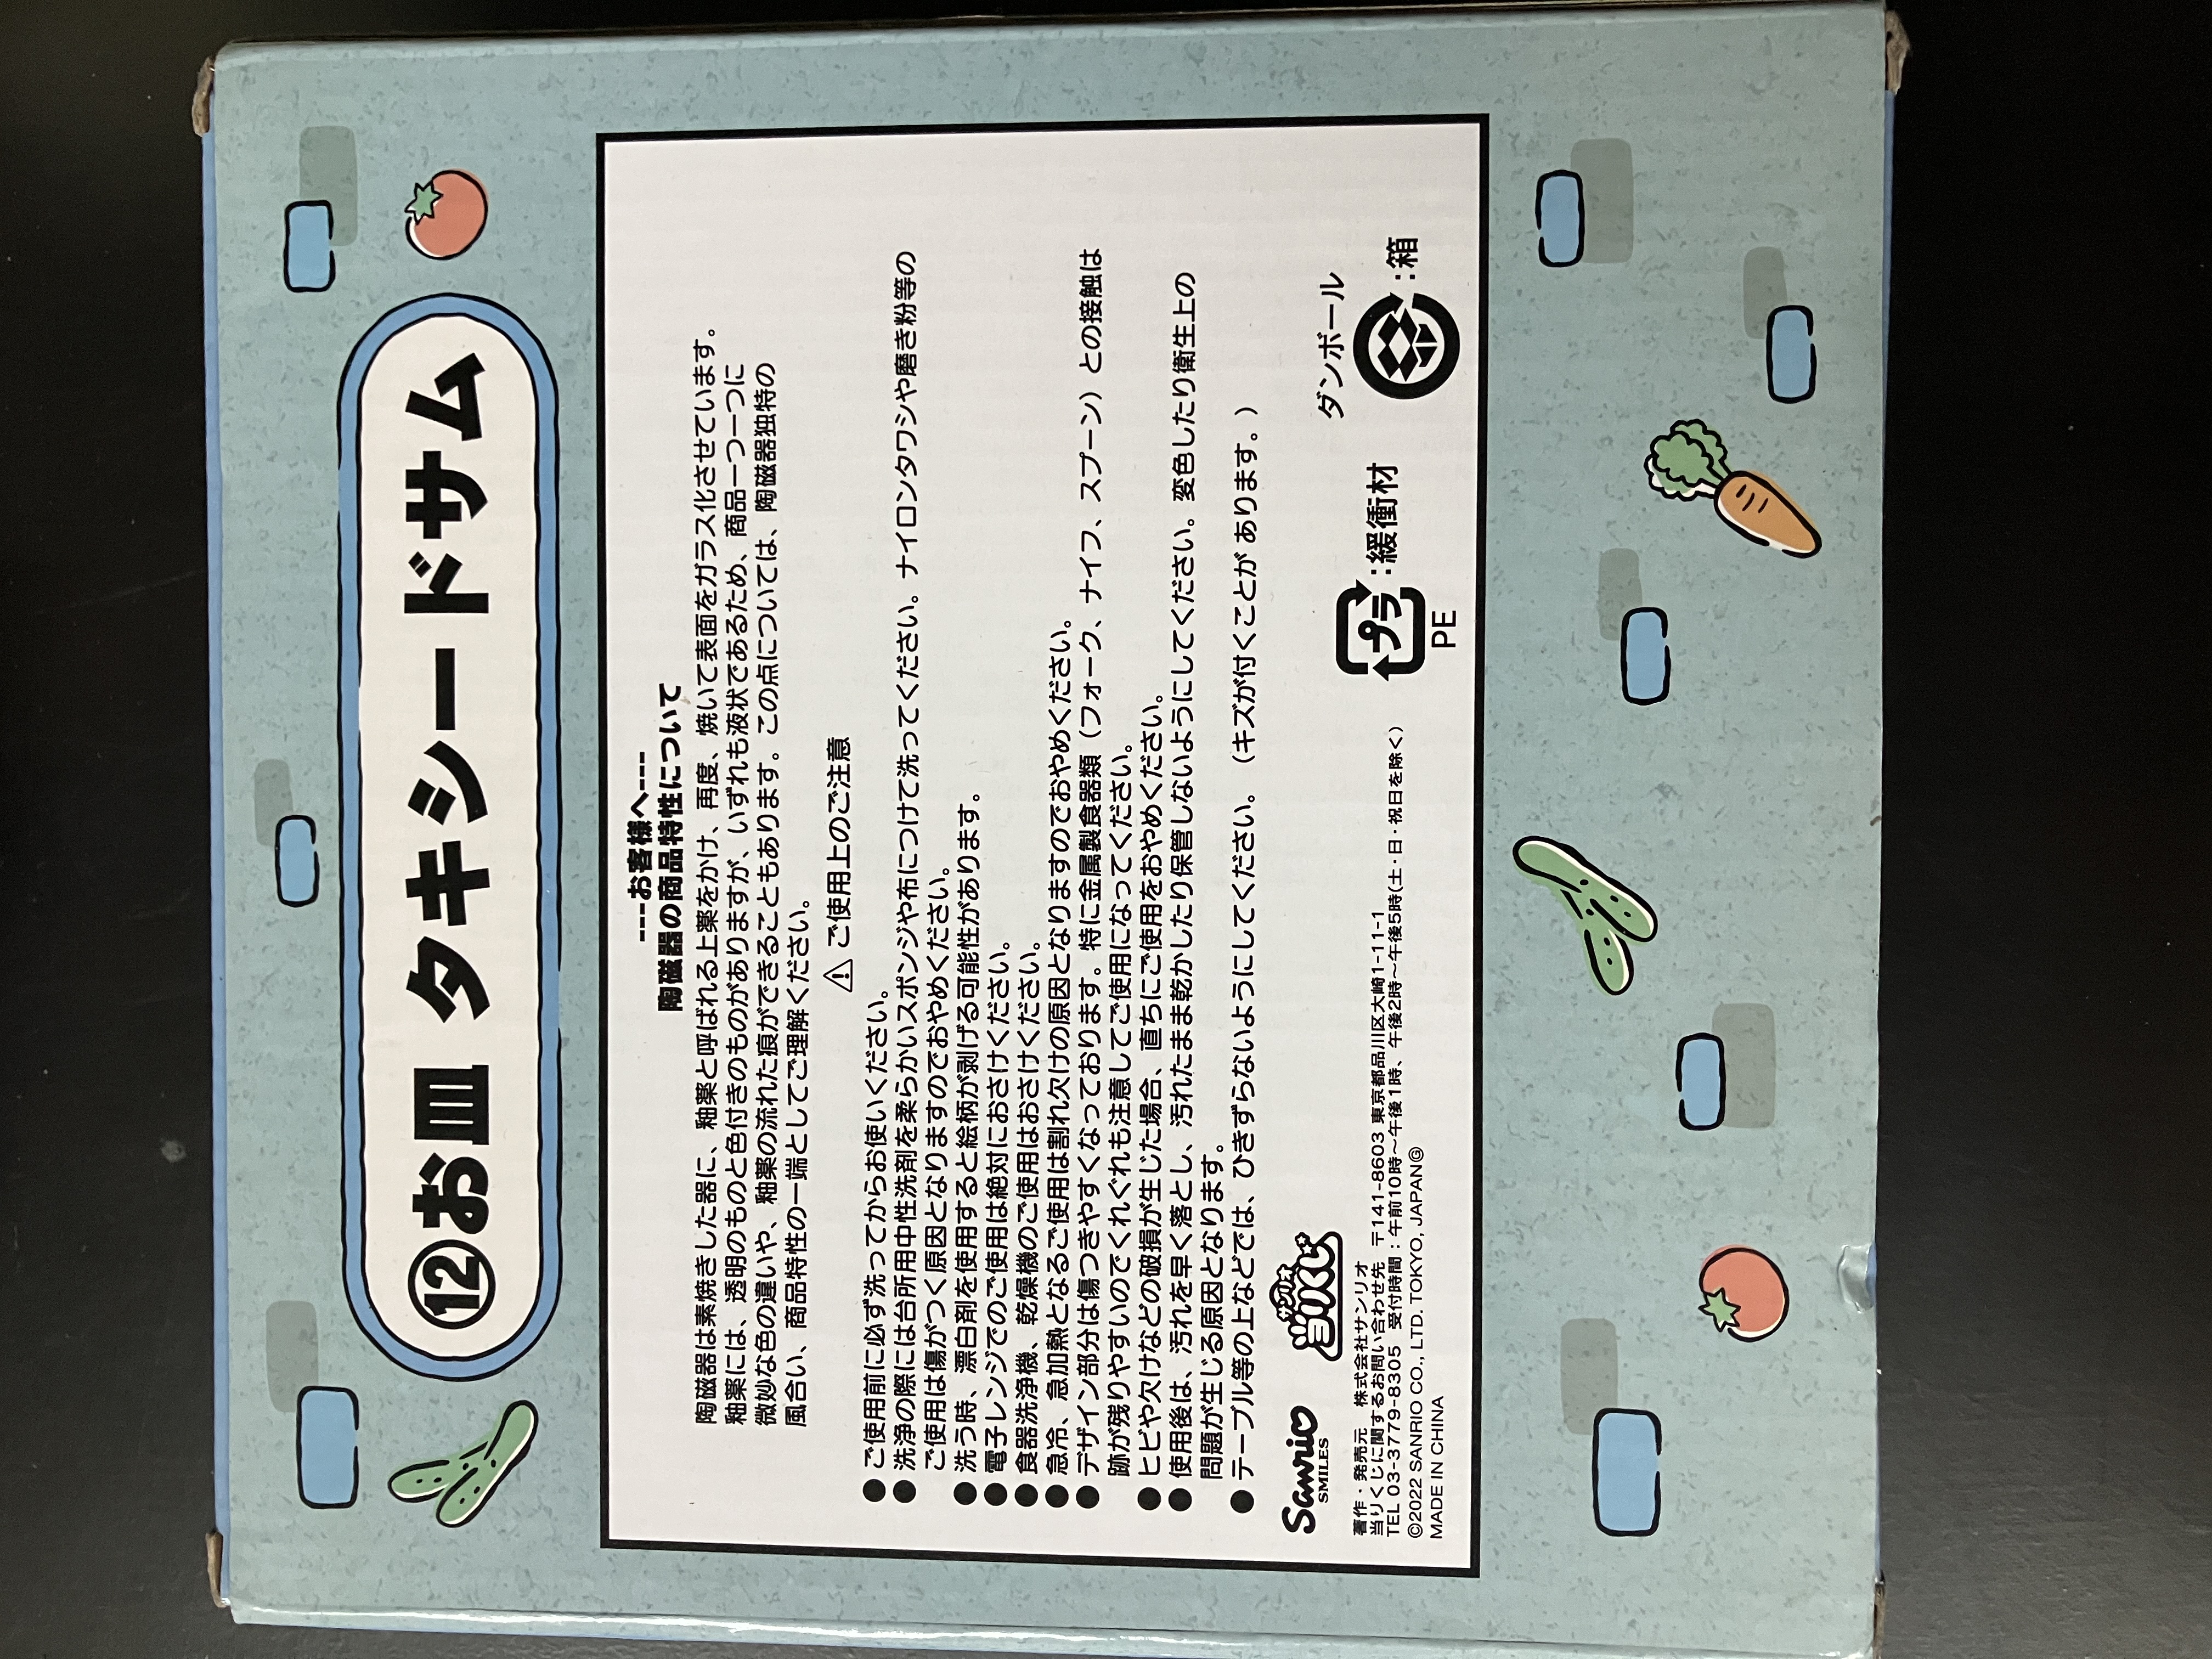 ⑫お皿 タキシードサム
---お客様へ---
陶磁器の商品特性について
陶磁器は素焼きした器に、釉薬と呼ばれる上薬をかけ、再度、焼いて表面をガラス化させています。
釉薬には、透明のものと色付きのものがありますが、いずれも液状であるため、商品一つ一つに
微妙な色の違いや、釉薬の流れた痕ができることもあります。この点については、陶磁器独特の
風合い、商品特性の一端としてご理解ください。
⚠ ご使用上のご注意
●ご使用前に必ず洗ってからお使いください。
●洗浄の際には台所用中性洗剤を柔らかいスポンジや布につけて洗ってください。ナイロンタワシや磨き粉等の
ご使用は傷がつく原因となりますのでおやめください。
●洗う時、漂白剤を使用すると絵柄が剥げる可能性があります。
●電子レンジでのご使用は絶対におさけください。
●食器洗浄機、乾燥機のご使用はおさけください。
●急冷、急加熱となるご使用は割れ欠けの原因となりますのでおやめください。
●デザイン部分は傷つきやすくなっております。特に金属製食器類（フォーク、ナイフ、スプーン）との接触は
跡が残りやすいのでくれぐれも注意してご使用になってください。
●ヒビや欠けなどの破損が生じた場合、直ちにご使用をおやめください。
●使用後は、汚れを早く落とし、汚れたまま乾かしたり保管しないようにしてください。変色したり衛生上の
問題が生じる原因となります。
●テーブル等の上などでは、ひきずらないようにしてください。（キズが付くことが あります。）
Sanrio
SMILES
サンリオ
当りくじ
プラ:緩衝材
PE
ダンボール
:箱
著作・発売元 株式会社サンリオ
当りくじに関するお問い合わせ先 〒141-8603 東京都品川区大崎1-11-1
TEL 03-3779-8305 受付時間：午前10時～午後1時、午後2時～午後5時(土・日・祝日を除く)
©2022 SANRIO CO., LTD. TOKYO, JAPAN Ⓖ
MADE IN CHINA